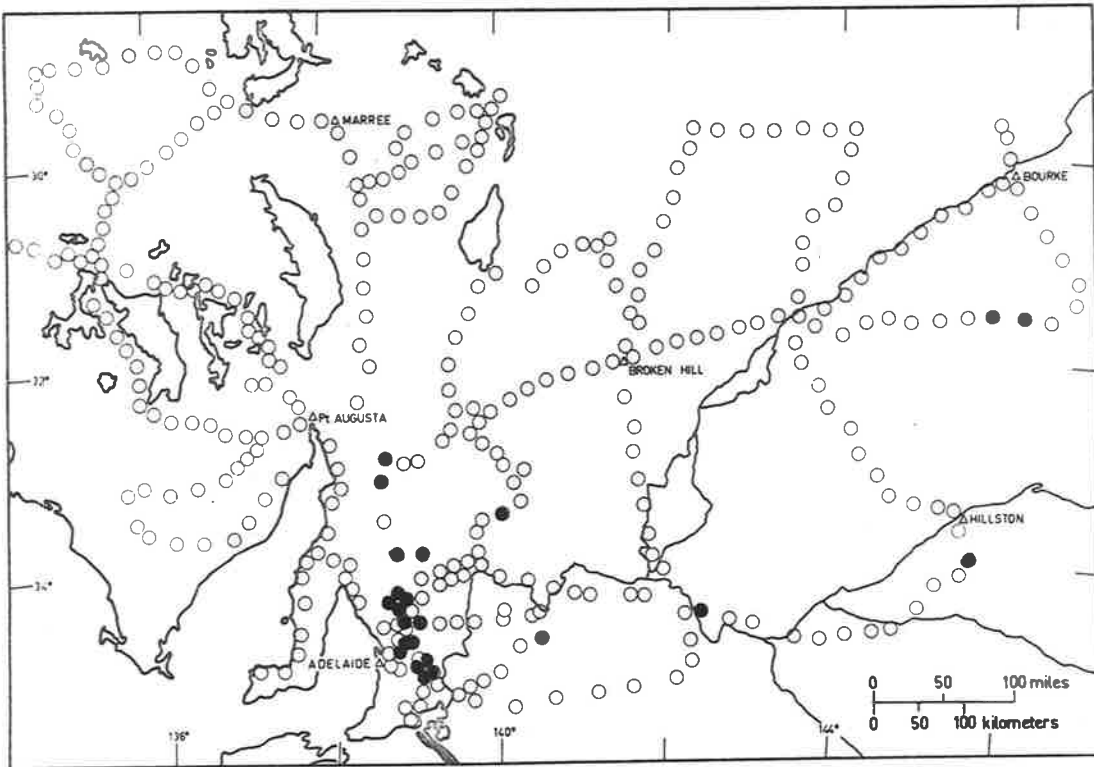 MARREE
30°
BOURKE
32°
BROKEN HILL
Pt. AUGUSTA
HILLSTON
34°
ADELAIDE
0 50 100 miles
0 50 100 kilometers
136°
140°
144°